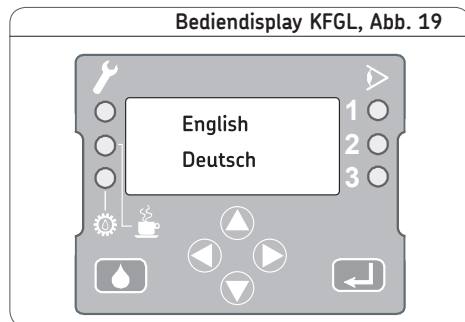 Bediendisplay KFGL, Abb. 19
English
Deutsch
1
2
3